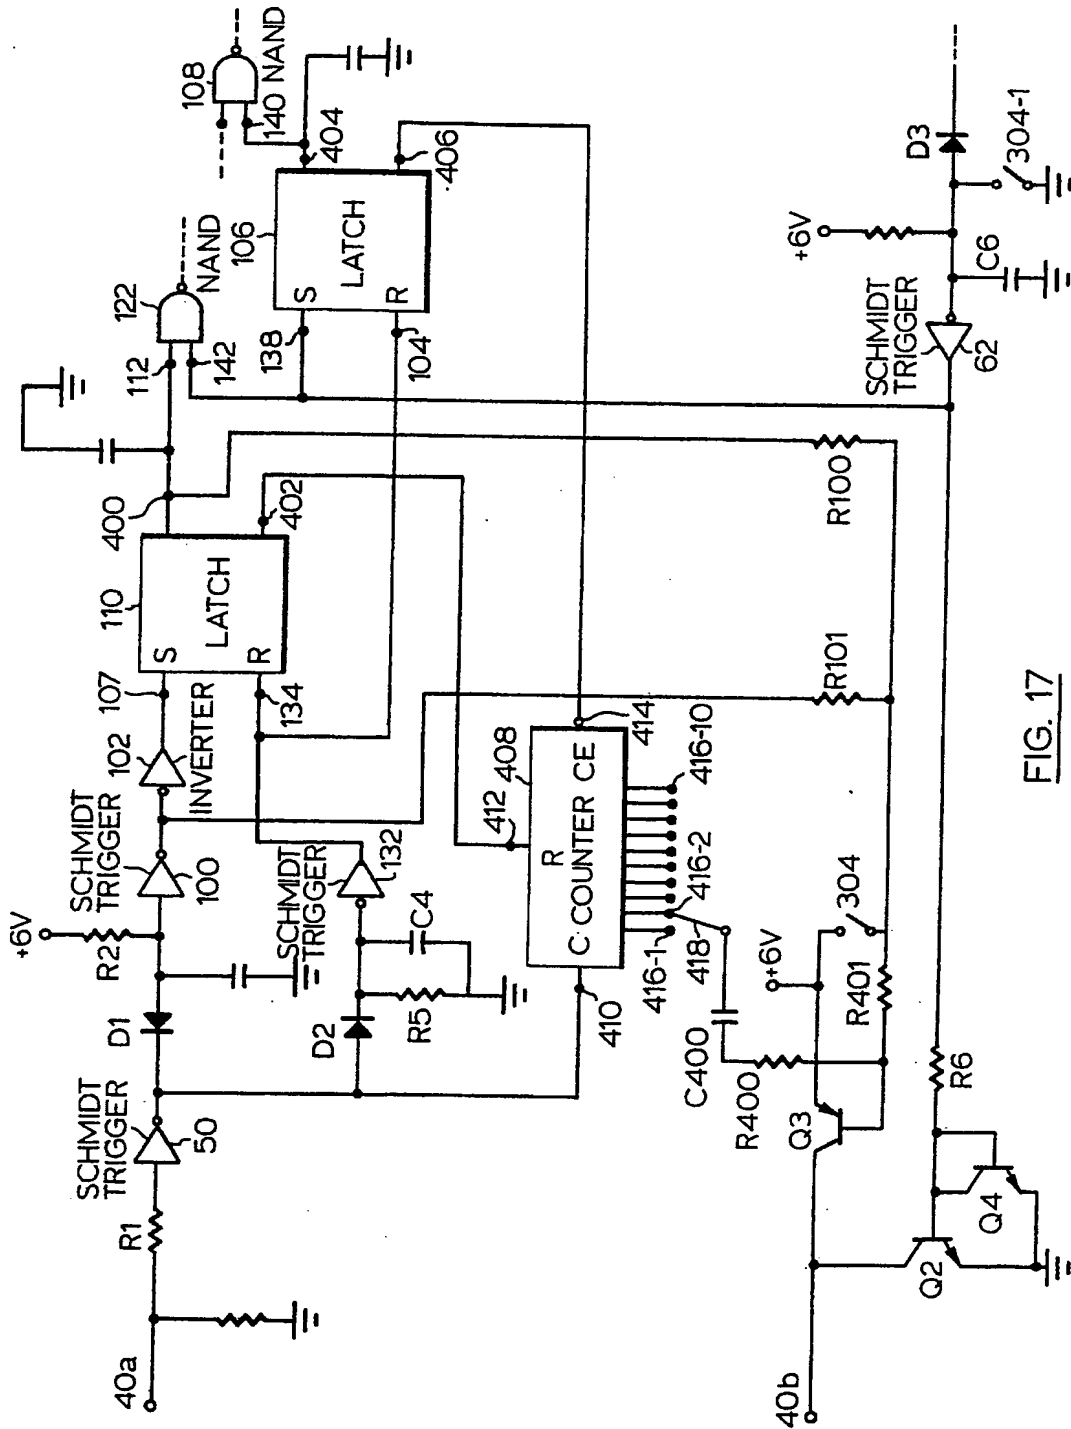 40a
R1
SCHMIDT
TRIGGER
50
D1
+6V
R2
SCHMIDT
TRIGGER
100
102
INVERTER
107
110
S
R
LATCH
134
400
402
112
142
122
NAND
138
104
106
S
R
LATCH
404
406
140
108
NAND
D2
R5
C4
SCHMIDT
TRIGGER
132
410
412
408
R
C COUNTER CE
414
416-1
416-2
416-10
418
C400
R400
+6V
304
R401
R101
R100
Q3
40b
Q2
Q4
R6
SCHMIDT
TRIGGER
62
C6
+6V
D3
304-1
FIG. 17